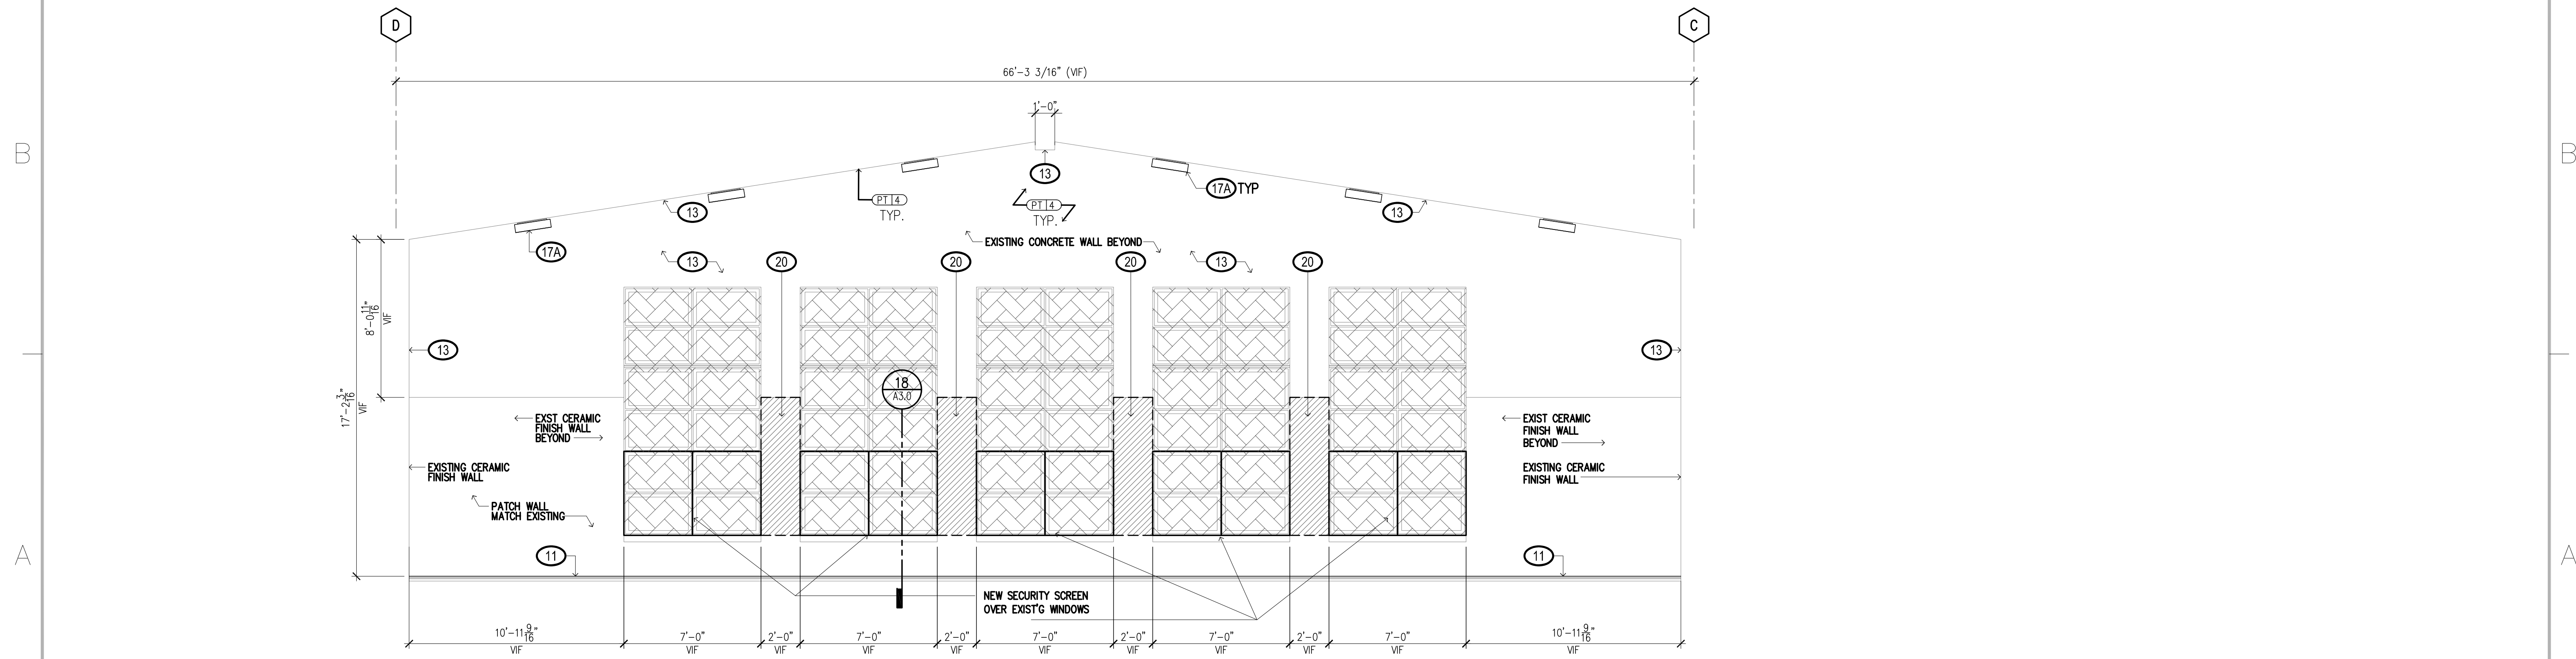 D
C
66'-3 3/16" (VIF)
1'-0"
B
B
13
17A TYP
PT 4
TYP.
PT 4
TYP.
13
13
EXISTING CONCRETE WALL BEYOND
17A
13
20
20
20
13
20
8'-0 11/16"
VIF
17'-2 3/16"
VIF
13
13
18
A3.0
EXST CERAMIC
FINISH WALL
BEYOND
EXIST CERAMIC
FINISH WALL
BEYOND
EXISTING CERAMIC
FINISH WALL
EXISTING CERAMIC
FINISH WALL
PATCH WALL
MATCH EXISTING
A
A
11
11
NEW SECURITY SCREEN
OVER EXIST'G WINDOWS
10'-11 9/16"
VIF
7'-0"
VIF
2'-0"
VIF
7'-0"
VIF
2'-0"
VIF
7'-0"
VIF
2'-0"
VIF
7'-0"
VIF
2'-0"
VIF
7'-0"
VIF
10'-11 9/16"
VIF